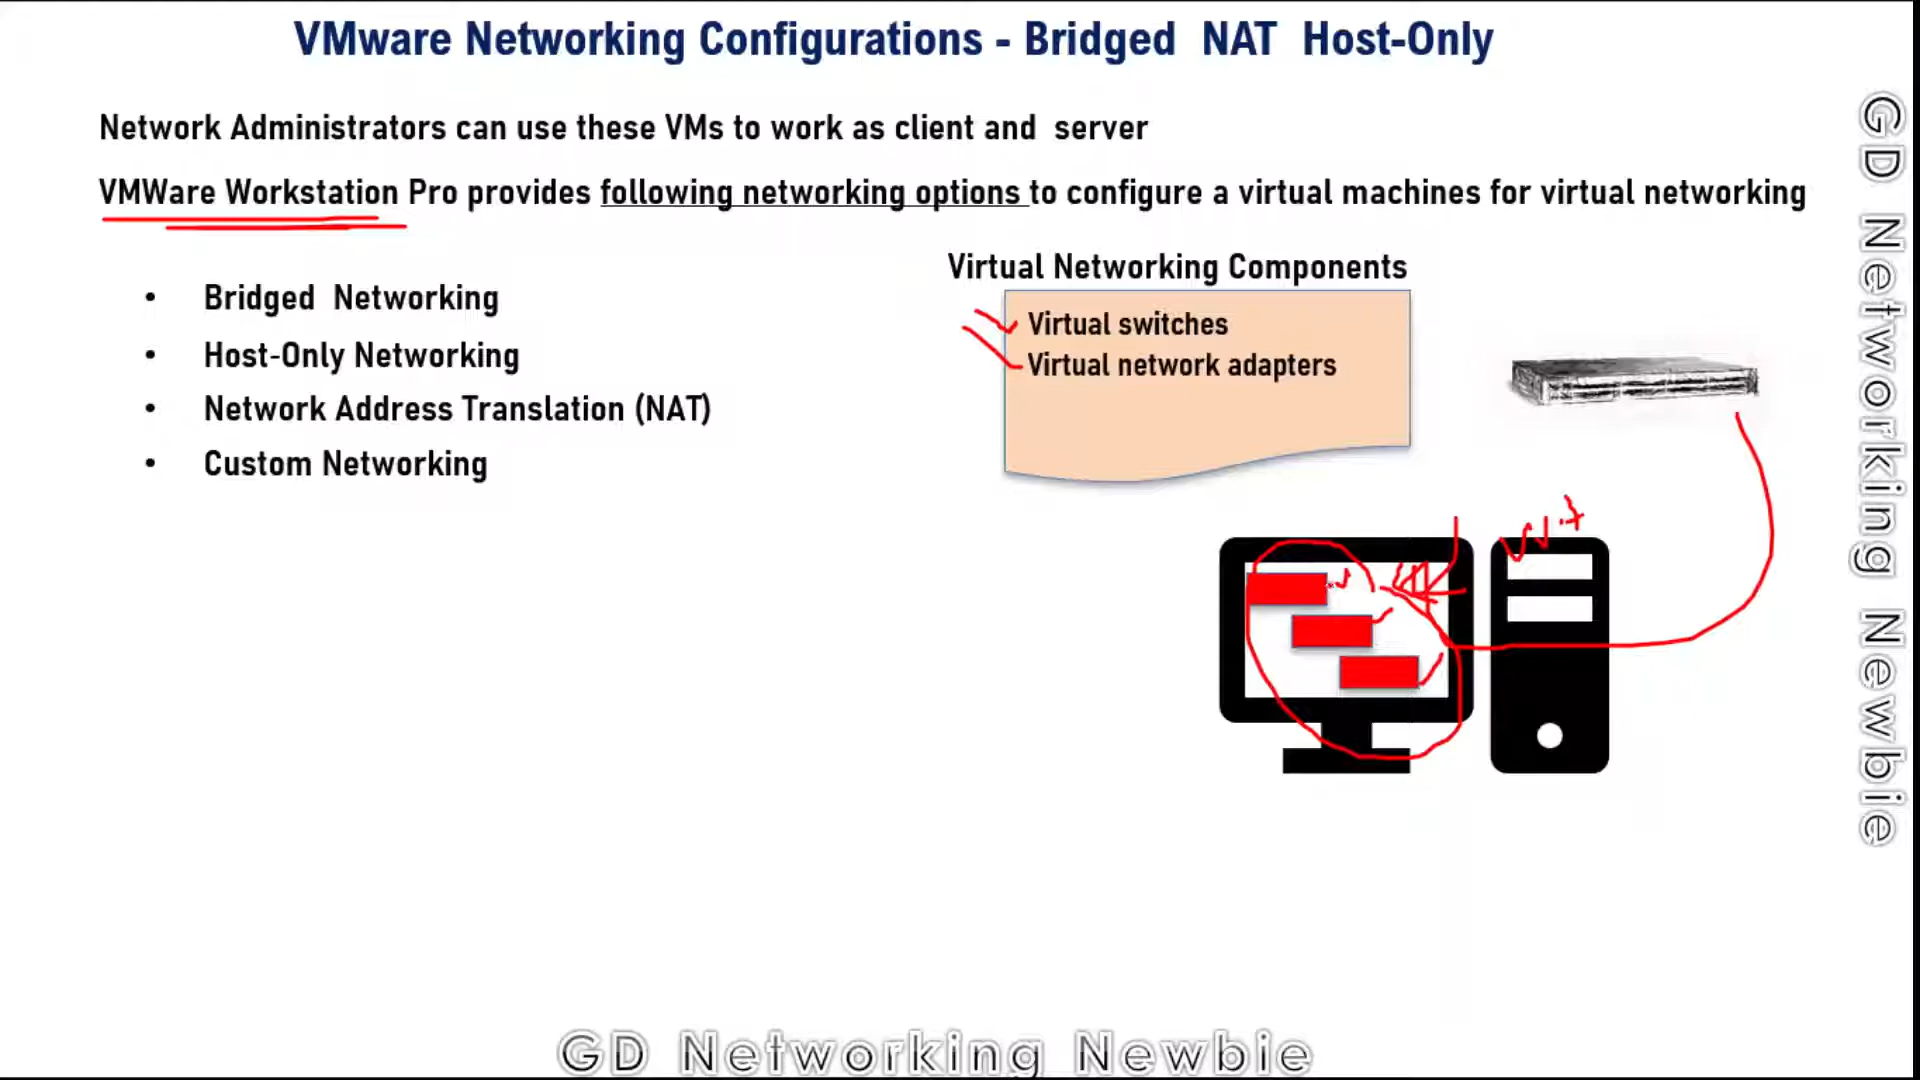 VMware Networking Configurations - Bridged NAT Host-Only
Network Administrators can use these VMs to work as client and server
VMWare Workstation Pro provides following networking options to configure a virtual machines for virtual networking
• Bridged Networking
• Host-Only Networking
• Network Address Translation (NAT)
• Custom Networking
Virtual Networking Components
Virtual switches
Virtual network adapters
GD Networking Newbie
GD Networking Newbie